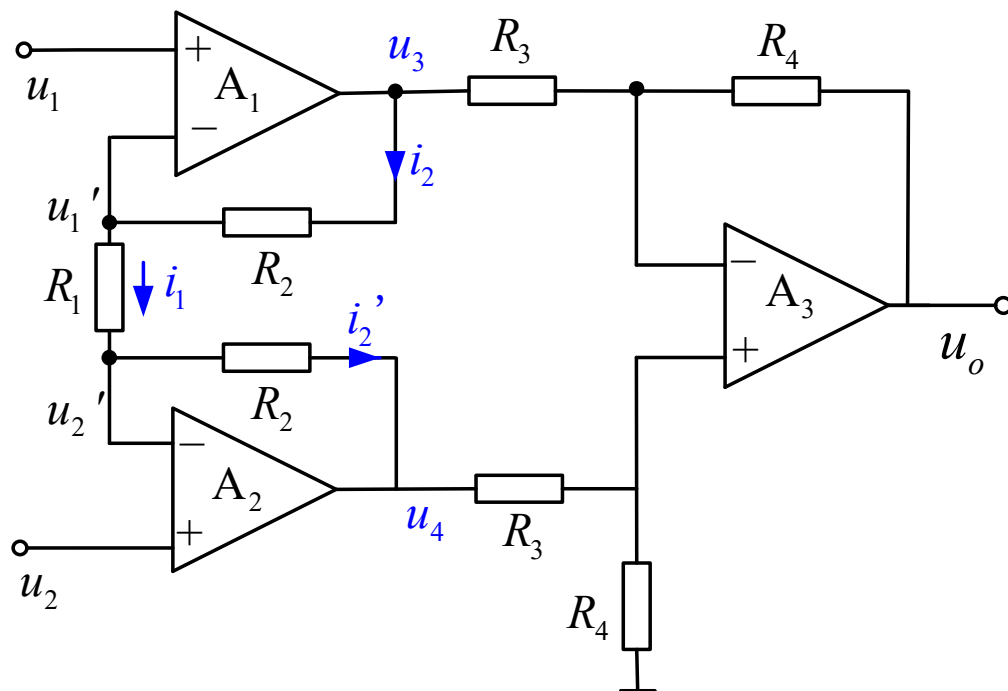 u₃
R₃
R₄
+
A₁
u₁
−
i₂
u₁′
R₂
R₁
i₁
−
A₃
i₂’
+
uₒ
R₂
u₂′
−
A₂
u₄
R₃
+
u₂
R₄